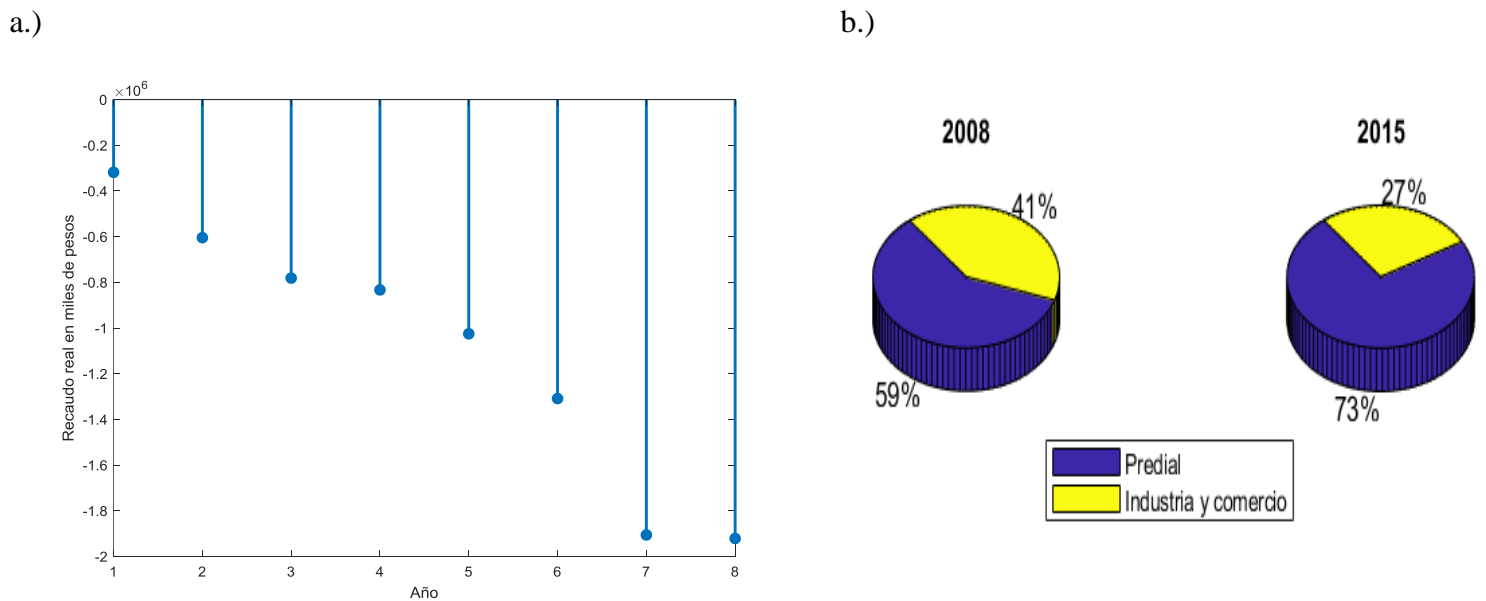 a.)
b.)
×10^6
0
-0.2
-0.4
-0.6
-0.8
-1
-1.2
-1.4
-1.6
-1.8
-2
Recaudo real en miles de pesos
1 2 3 4 5 6 7 8
Año
2008
41%
59%
2015
27%
73%
Predial
Industria y comercio